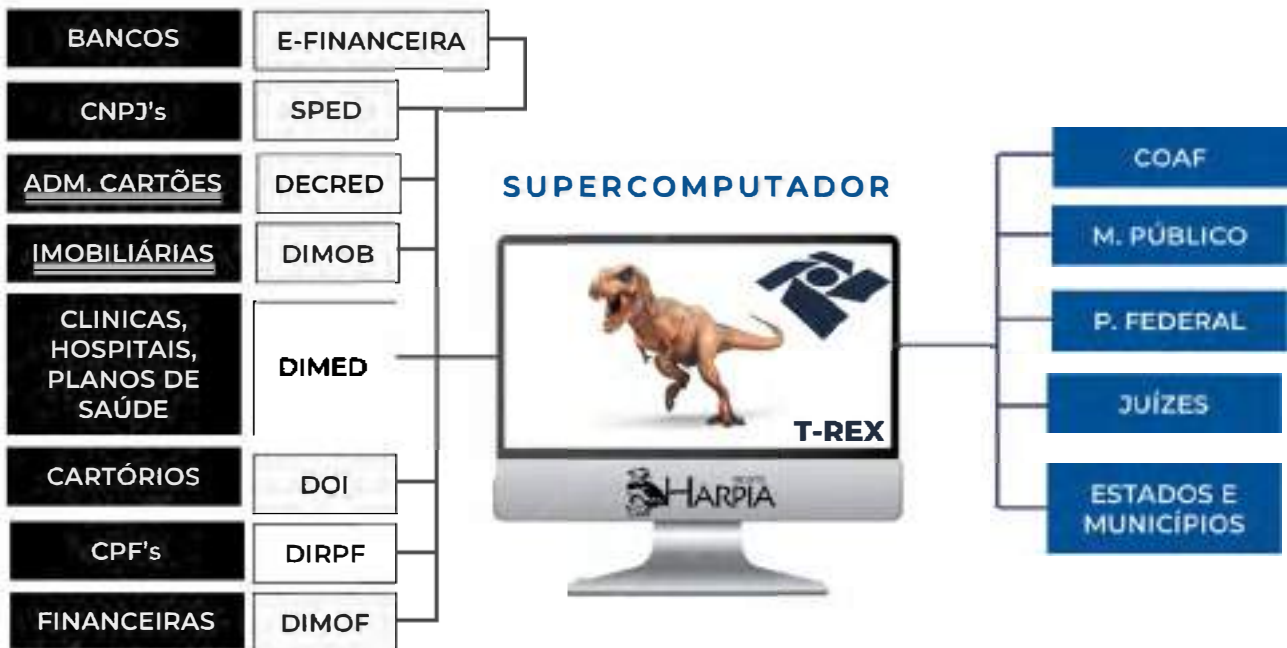 BANCOS
E-FINANCEIRA
CNPJ's
SPED
ADM. CARTÕES
DECRED
IMOBILIÁRIAS
DIMOB
CLINICAS,
HOSPITAIS,
PLANOS DE
SAÚDE
DIMED
CARTÓRIOS
DOI
CPF's
DIRPF
FINANCEIRAS
DIMOF
SUPERCOMPUTADOR
T-REX
HARPIA
COAF
M. PÚBLICO
P. FEDERAL
JUÍZES
ESTADOS E
MUNICÍPIOS